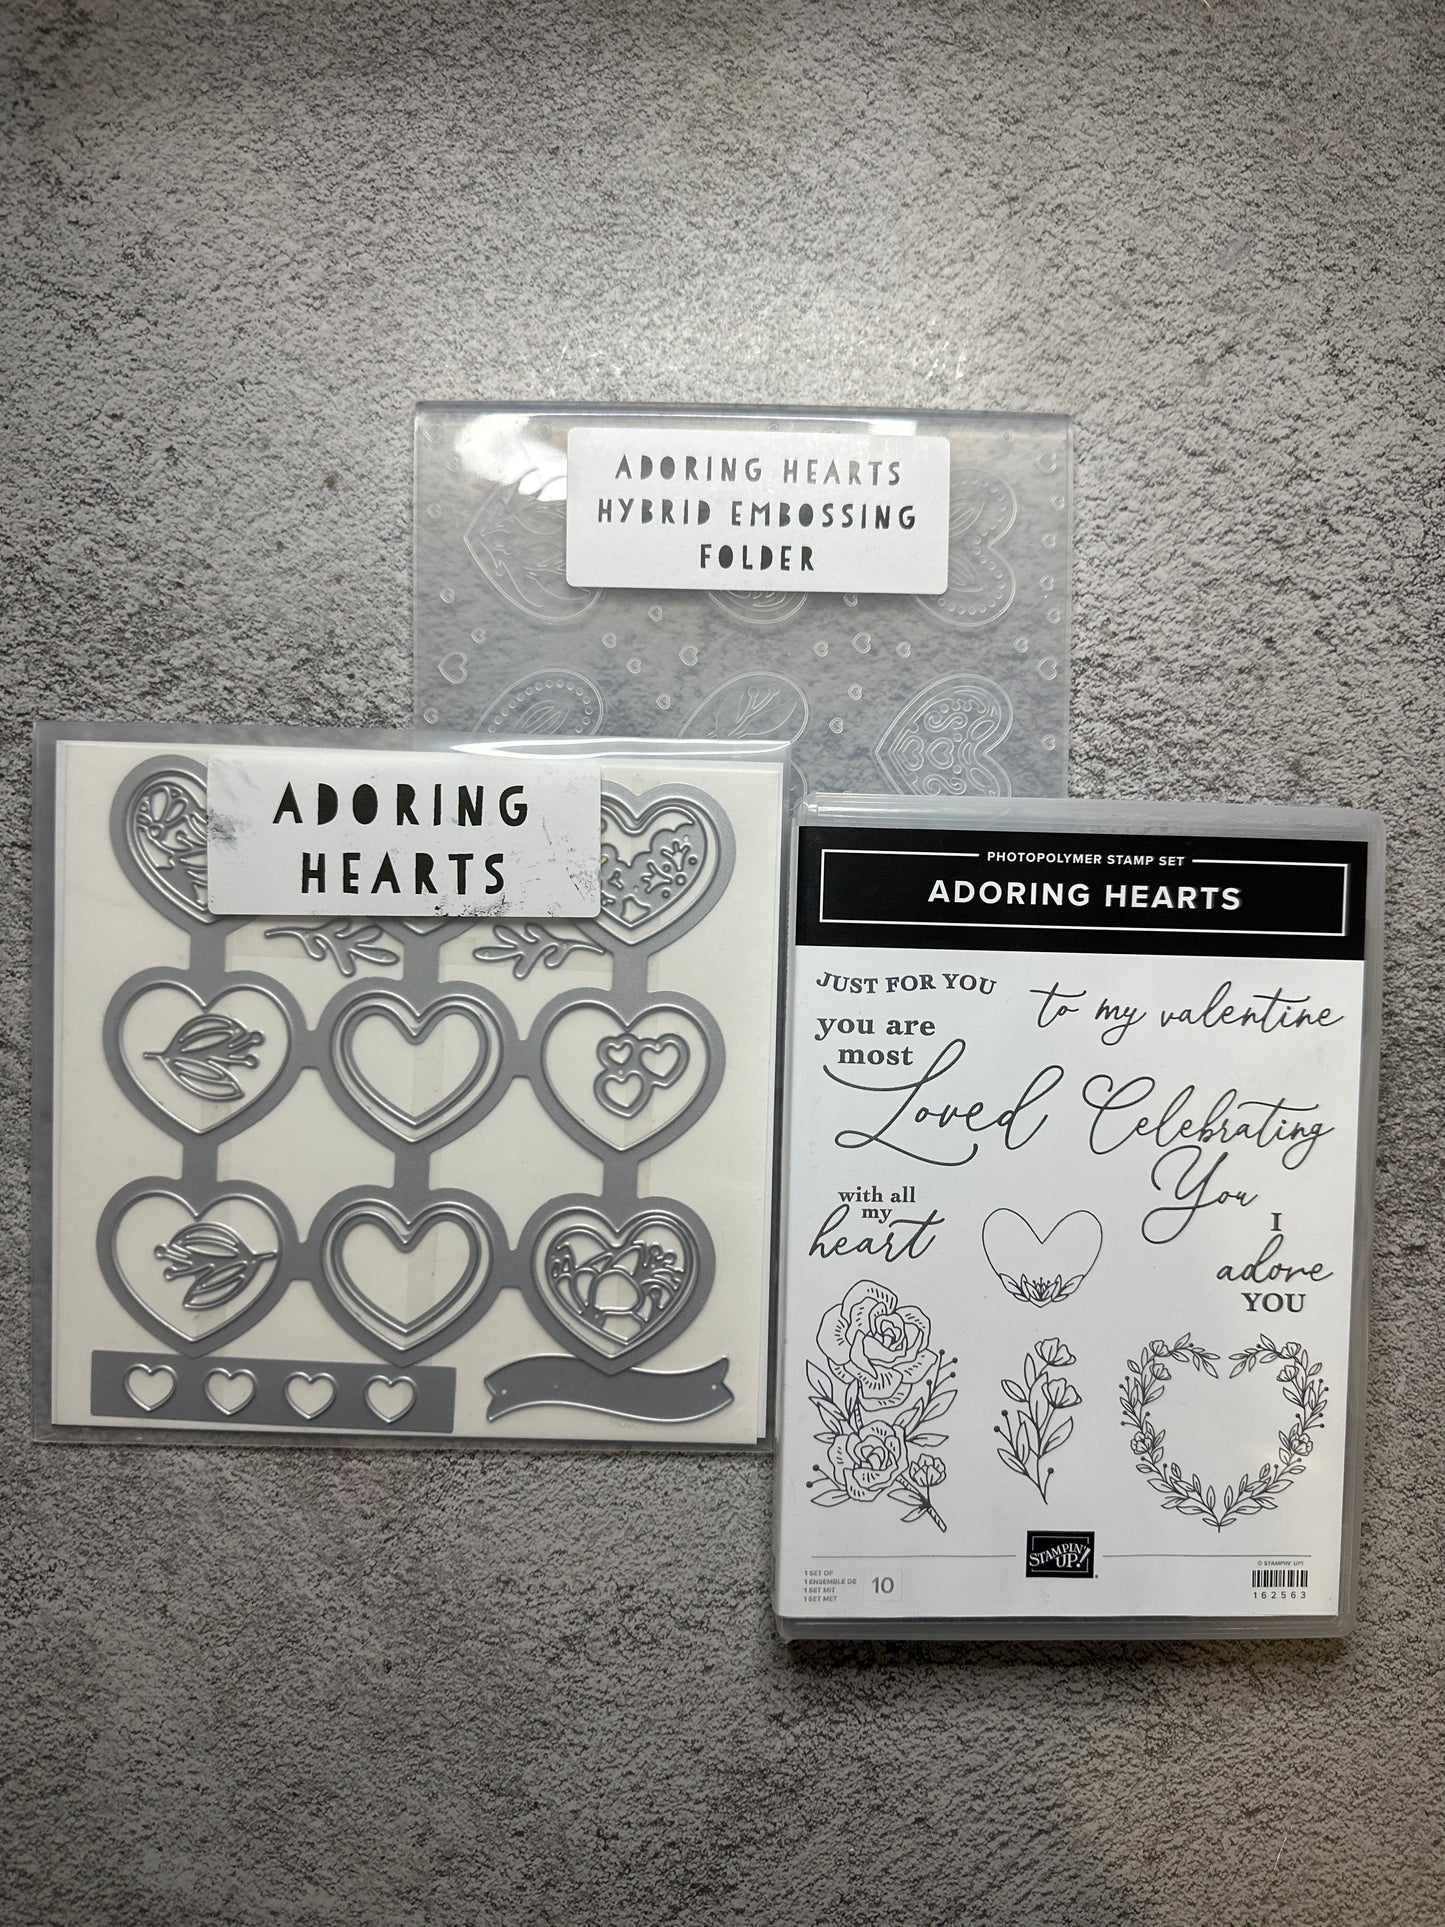 ADORING HEARTS
HYBRID EMBOSSING
FOLDER
ADORING
HEARTS
PHOTOPOLYMER STAMP SET
ADORING HEARTS
JUST FOR YOU
to my valentine
you are
most
Loved
Celebrating
You
with all
my
heart
I
adore
YOU
STAMPIN'
UP!
1 SET OF
1 ENSEMBLE DE
1 SET MIT
1 SET MET
10
© STAMPIN' UP!
162563